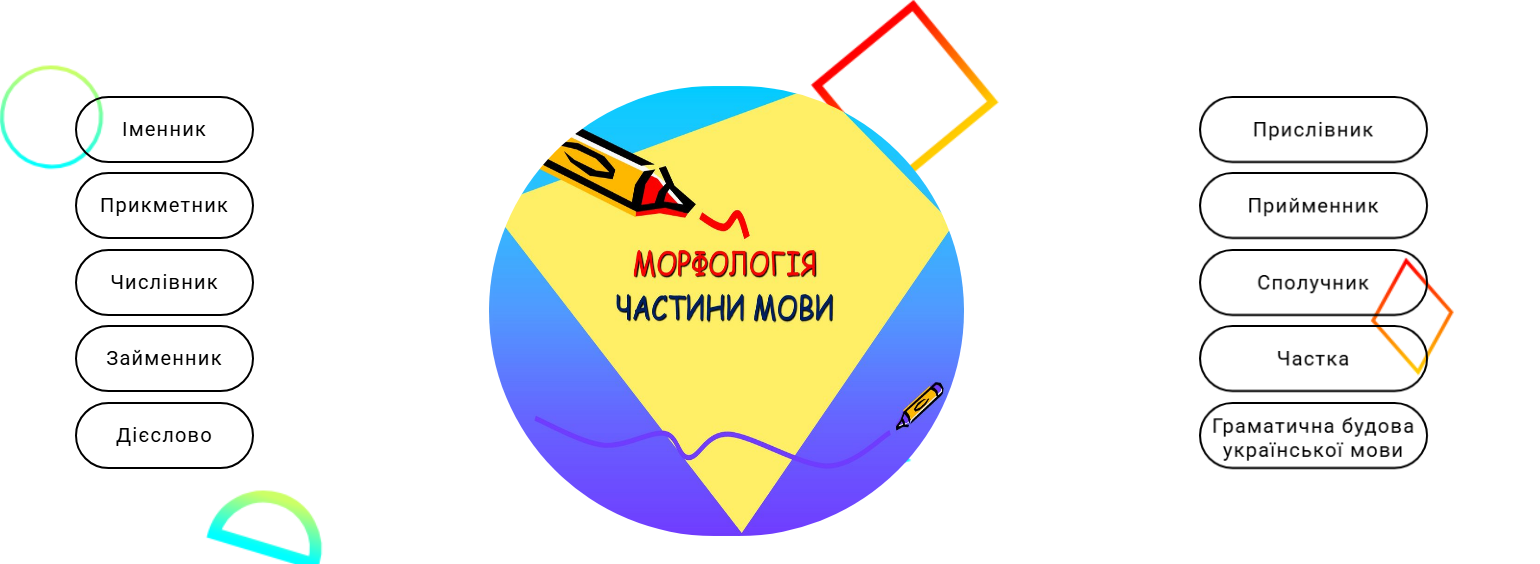 Іменник
Прикметник
Числівник
Займенник
Дієслово
МОРФОЛОГІЯ
ЧАСТИНИ МОВИ
Прислівник
Прийменник
Сполучник
Частка
Граматична будова
української мови